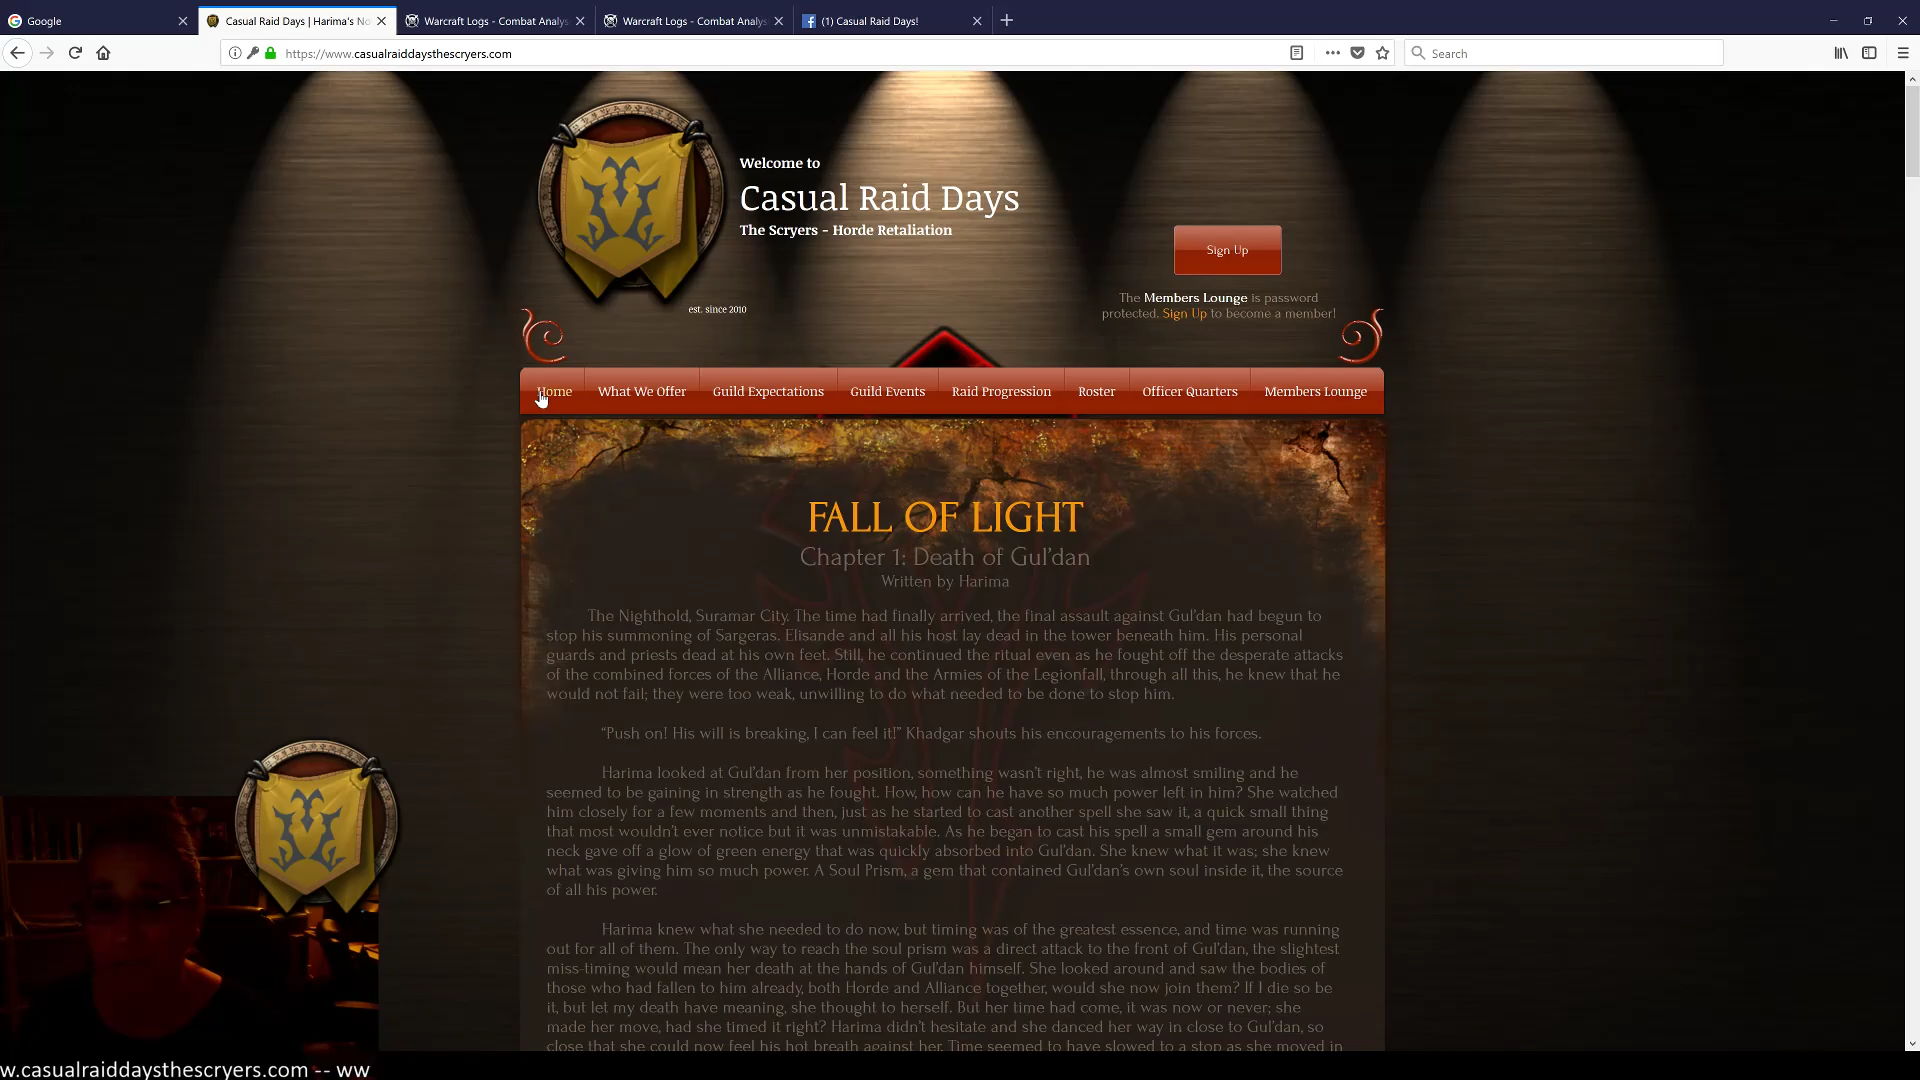 Google
Casual Raid Days | Harima's No
Warcraft Logs - Combat Analys
Warcraft Logs - Combat Analys
(1) Casual Raid Days!
https://www.casualraiddaysthescryers.com
Search
Welcome to
Casual Raid Days
The Scryers - Horde Retaliation
est. since 2010
Sign Up
The Members Lounge is password
protected. Sign Up to become a member!
Home
What We Offer
Guild Expectations
Guild Events
Raid Progression
Roster
Officer Quarters
Members Lounge
FALL OF LIGHT
Chapter 1: Death of Gul’dan
Written by Harima
The Nighthold, Suramar City. The time had finally arrived, the final assault against Gul’dan had begun to
stop his summoning of Sargeras. Elisande and all his host lay dead in the tower beneath him. His personal
guards and priests dead at his own feet. Still, he continued the ritual even as he fought off the desperate attacks
of the combined forces of the Alliance, Horde and the Armies of the Legionfall, through all this, he knew that he
would not fail; they were too weak, unwilling to do what needed to be done to stop him.
“Push on! His will is breaking, I can feel it!” Khadgar shouts his encouragements to his forces.
Harima looked at Gul’dan from her position, something wasn’t right, he was almost smiling and he
seemed to be gaining in strength as he fought. How, how can he have so much power left in him? She watched
him closely for a few moments and then, just as he started to cast another spell she saw it, a quick small thing
that most wouldn’t ever notice but it was unmistakable. As he began to cast his spell a small gem around his
neck gave off a glow of green energy that was quickly absorbed into Gul’dan. She knew what it was; she knew
what was giving him so much power. A Soul Prism, a gem that contained Gul’dan’s own soul inside it, the source
of all his power.
Harima knew what she needed to do now, but timing was of the greatest essence, and time was running
out for all of them. The only way to reach the soul prism was a direct attack to the front of Gul’dan, the slightest
miss-timing would mean her death at the hands of Gul’dan himself. She looked around and saw the bodies of
those who had fallen to him already, both Horde and Alliance together, would she now join them? If I die so be
it, but let my death have meaning, she thought to herself. But her time had come, it was now or never; she
made her move, had she timed it right? Harima didn’t hesitate and she danced her way in close to Gul’dan, so
close that she could now feel his hot breath against her. Time seemed to have slowed to a stop as she moved in
w.casualraiddaysthescryers.com -- ww